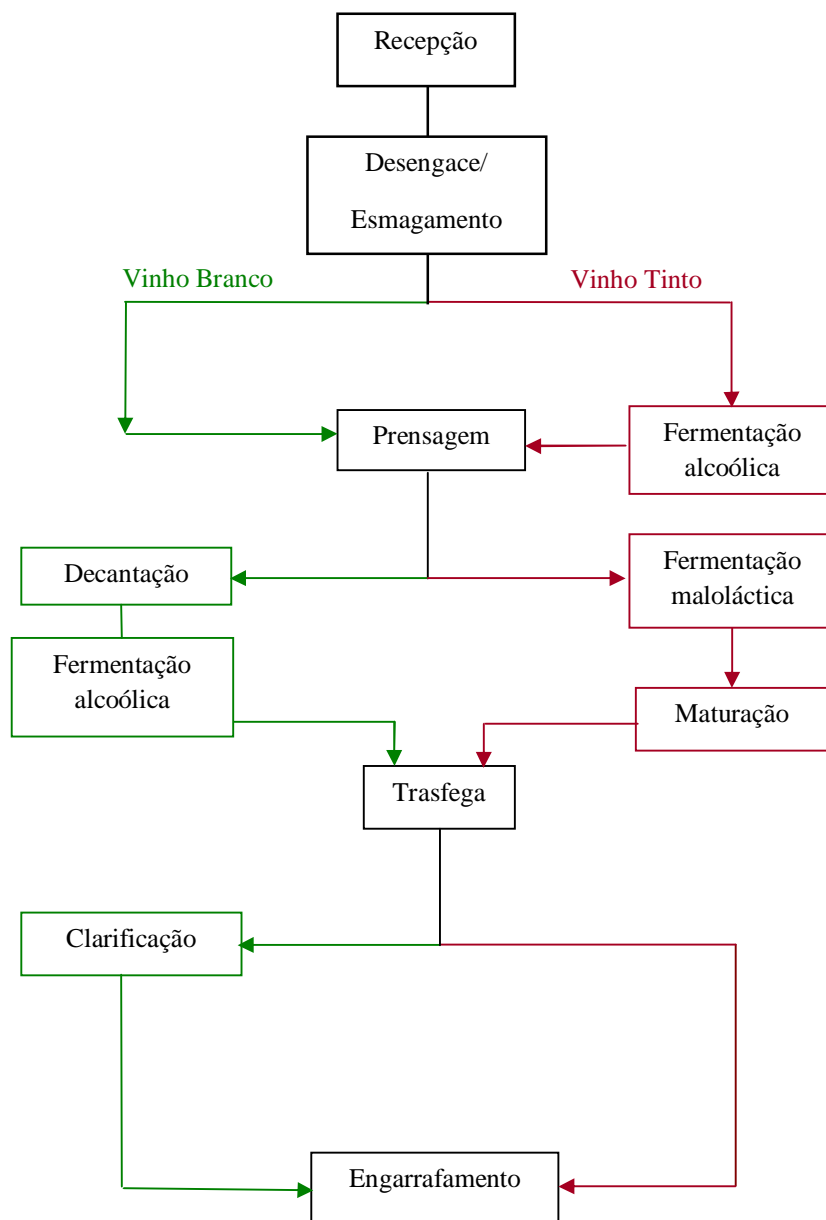 Recepção
Desengace/
Esmagamento
Vinho Branco
Vinho Tinto
Prensagem
Fermentação
alcoólica
Decantação
Fermentação
maloláctica
Fermentação
alcoólica
Maturação
Trasfega
Clarificação
Engarrafamento